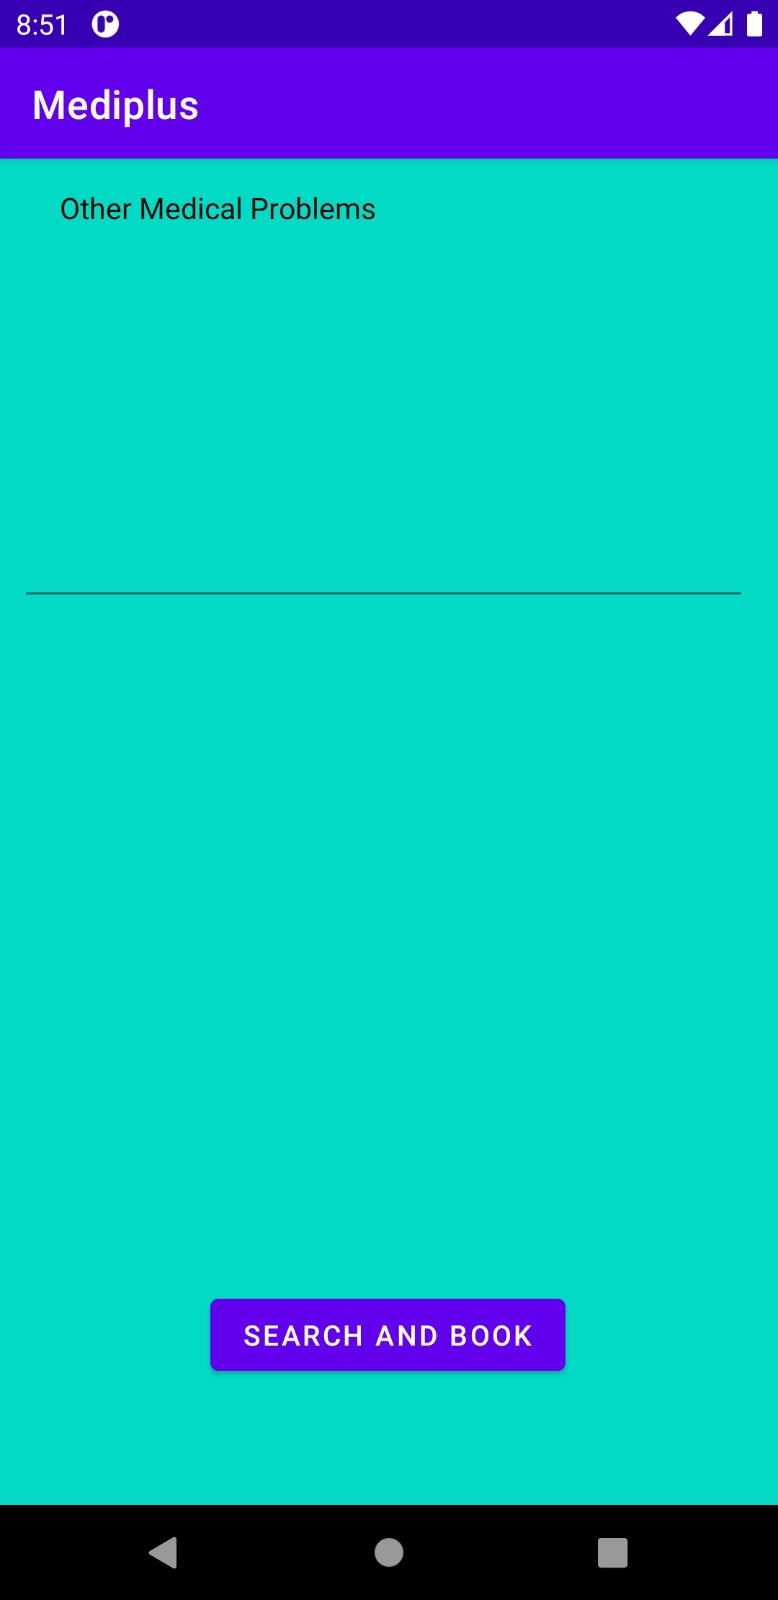 8:51
Mediplus
Other Medical Problems
SEARCH AND BOOK